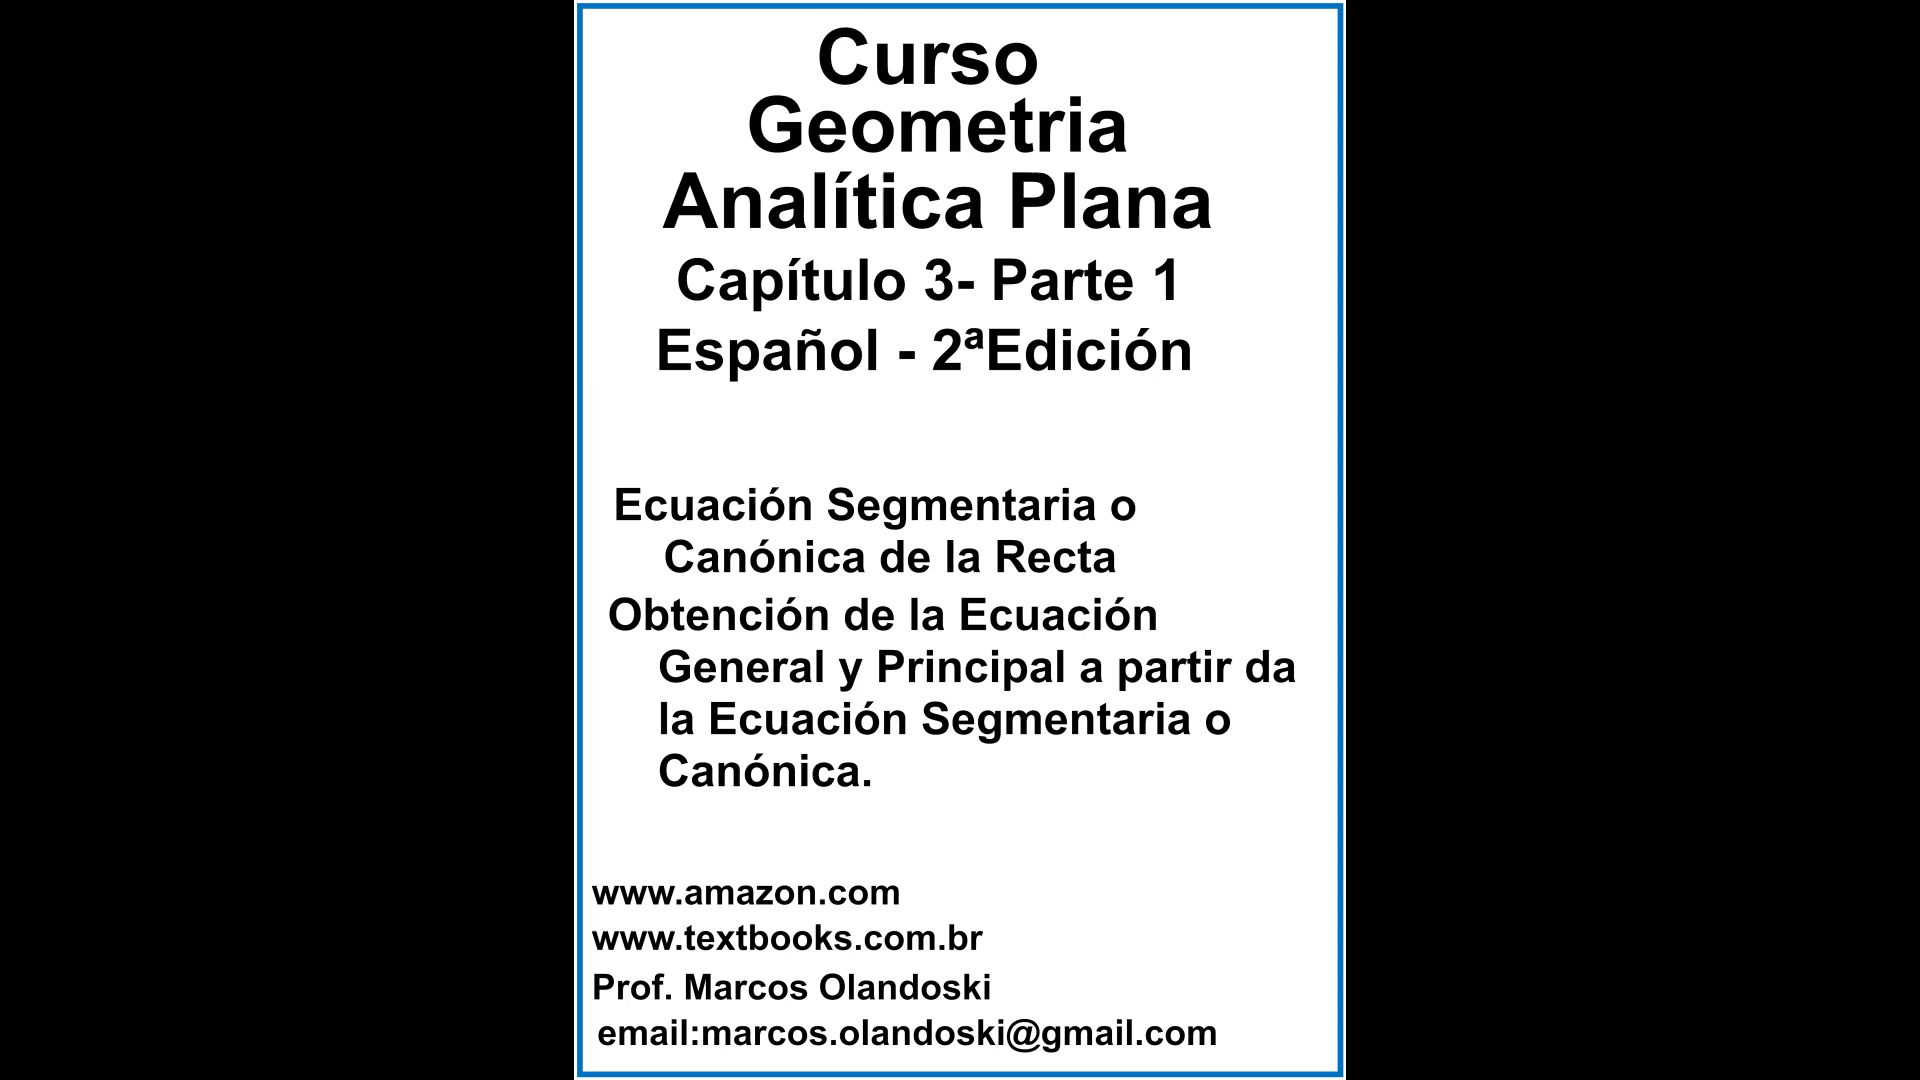 Curso
Geometria
Analítica Plana
Capítulo 3- Parte 1
Español - 2ªEdición
Ecuación Segmentaria o
Canónica de la Recta
Obtención de la Ecuación
General y Principal a partir da
la Ecuación Segmentaria o
Canónica.
www.amazon.com
www.textbooks.com.br
Prof. Marcos Olandoski
email:marcos.olandoski@gmail.com